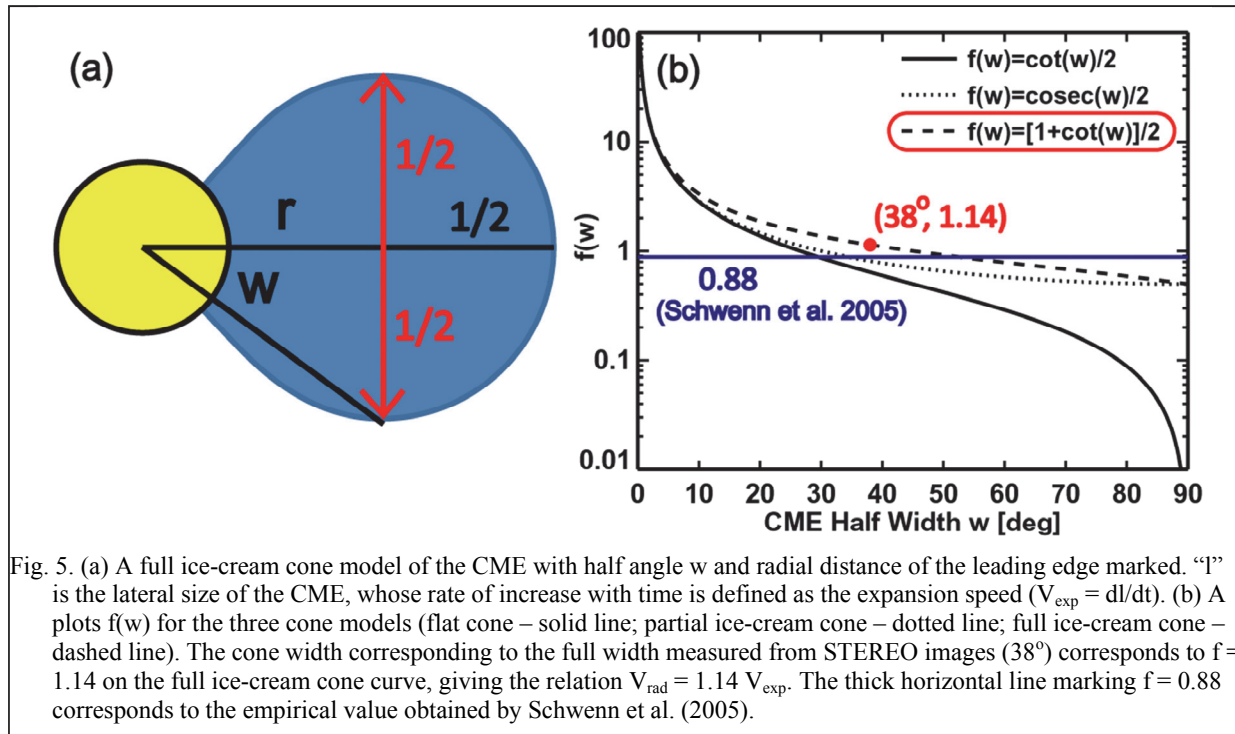 (a)
1/2
r
1/2
w
1/2
100
10
1
0.1
0.01
f(w)
(b)
f(w)=cot(w)/2
f(w)=cosec(w)/2
f(w)=[1+cot(w)]/2
(38°, 1.14)
0.88
(Schwenn et al. 2005)
0 10 20 30 40 50 60 70 80 90
CME Half Width w [deg]
Fig. 5. (a) A full ice-cream cone model of the CME with half angle w and radial distance of the leading edge marked. “l”
is the lateral size of the CME, whose rate of increase with time is defined as the expansion speed (Vexp = dl/dt). (b) A
plots f(w) for the three cone models (flat cone – solid line; partial ice-cream cone – dotted line; full ice-cream cone –
dashed line). The cone width corresponding to the full width measured from STEREO images (38°) corresponds to f =
1.14 on the full ice-cream cone curve, giving the relation Vrad = 1.14 Vexp. The thick horizontal line marking f = 0.88
corresponds to the empirical value obtained by Schwenn et al. (2005).